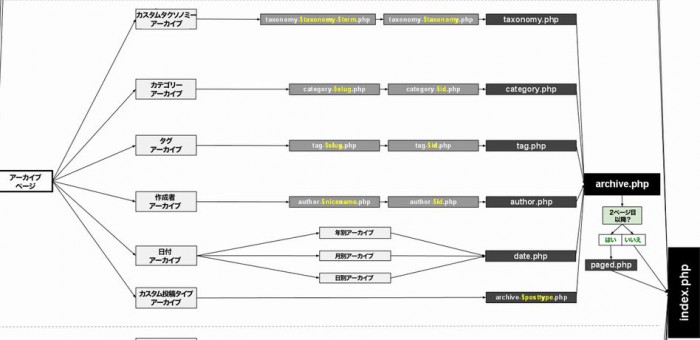 カスタムタクソノミー
アーカイブ
taxonomy-$taxonomy-$term.php
taxonomy-$taxonomy.php
taxonomy.php
カテゴリー
アーカイブ
category-$slug.php
category-$id.php
category.php
タグ
アーカイブ
tag-$slug.php
tag-$id.php
tag.php
アーカイブ
ページ
作成者
アーカイブ
author-$nicename.php
author-$id.php
author.php
archive.php
2ページ目
以降?
はい
いいえ
paged.php
日付
アーカイブ
年別アーカイブ
月別アーカイブ
日別アーカイブ
date.php
カスタム投稿タイプ
アーカイブ
archive-$posttype.php
index.php